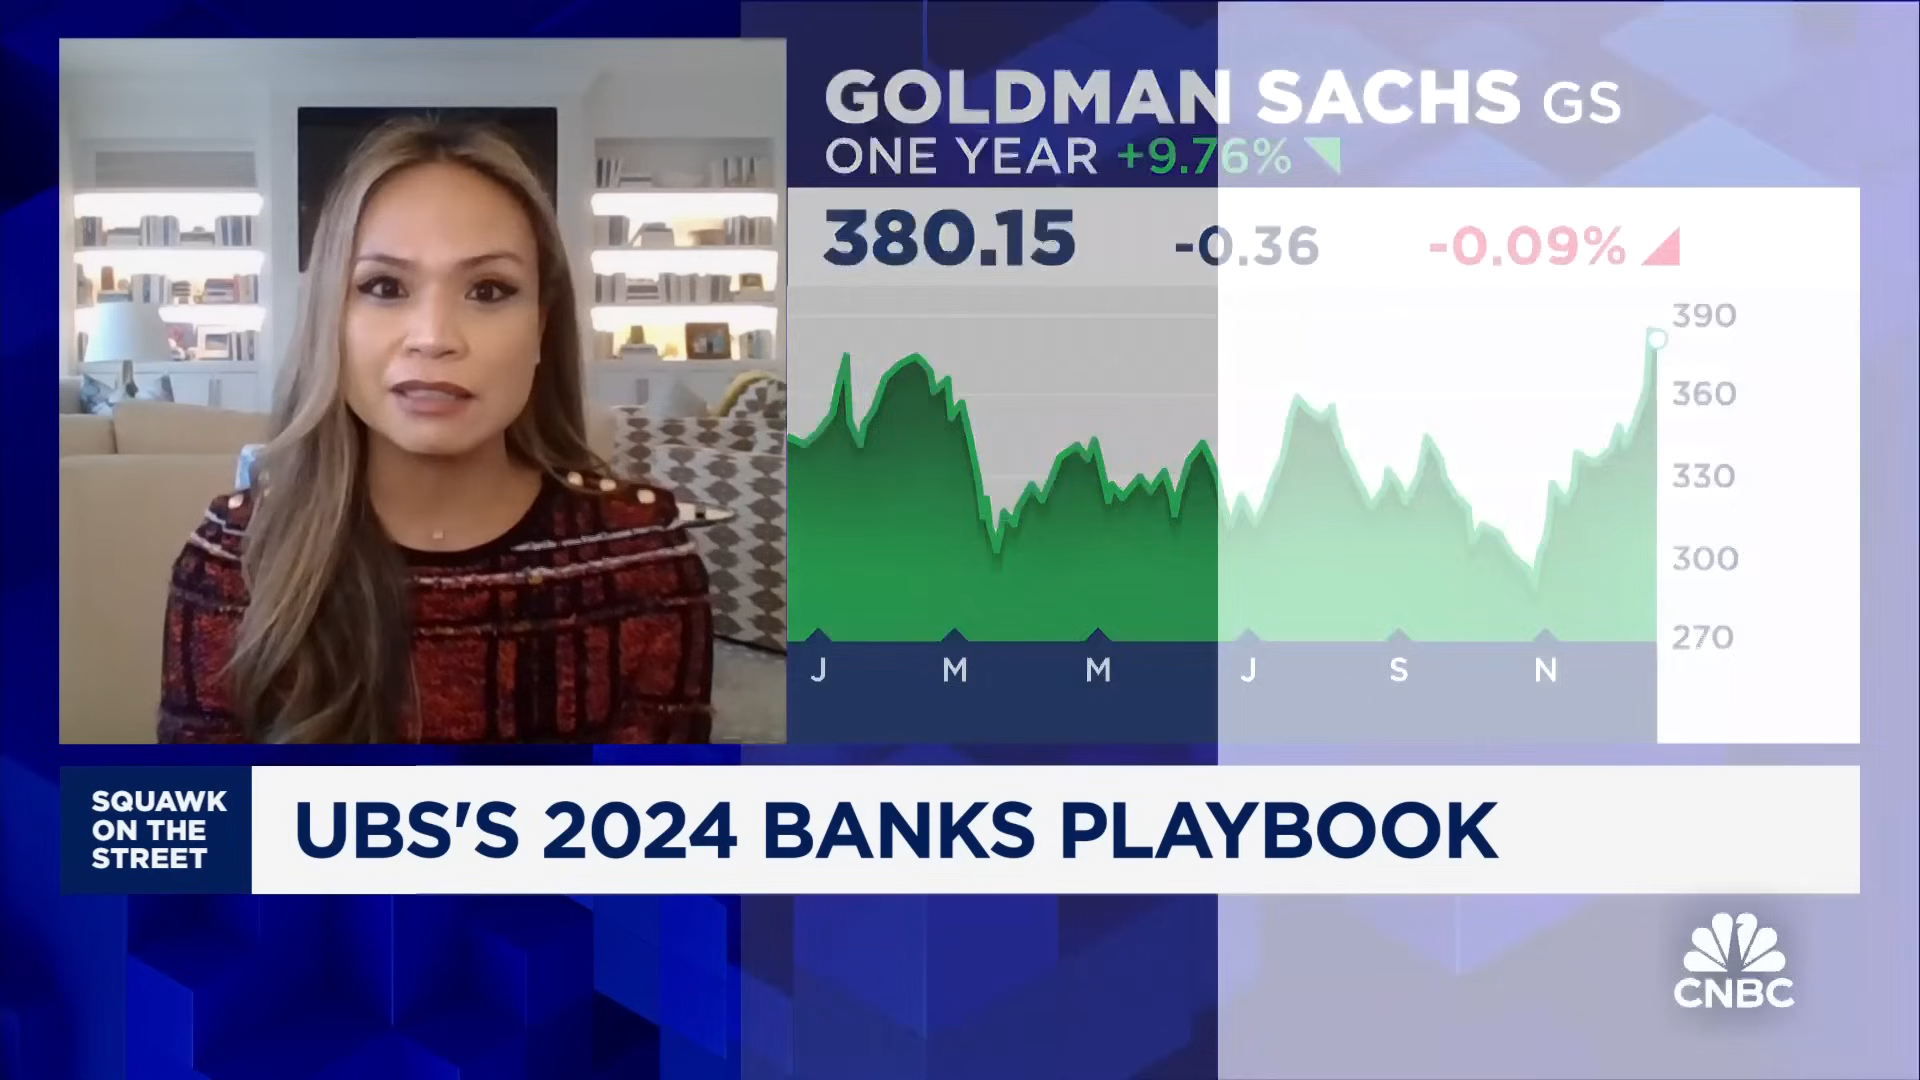 GOLDMAN SACHS GS
ONE YEAR +9.76%
380.15 -0.36 -0.09%
390
360
330
300
270
J M M J S N
SQUAWK
ON THE
STREET
UBS'S 2024 BANKS PLAYBOOK
CNBC